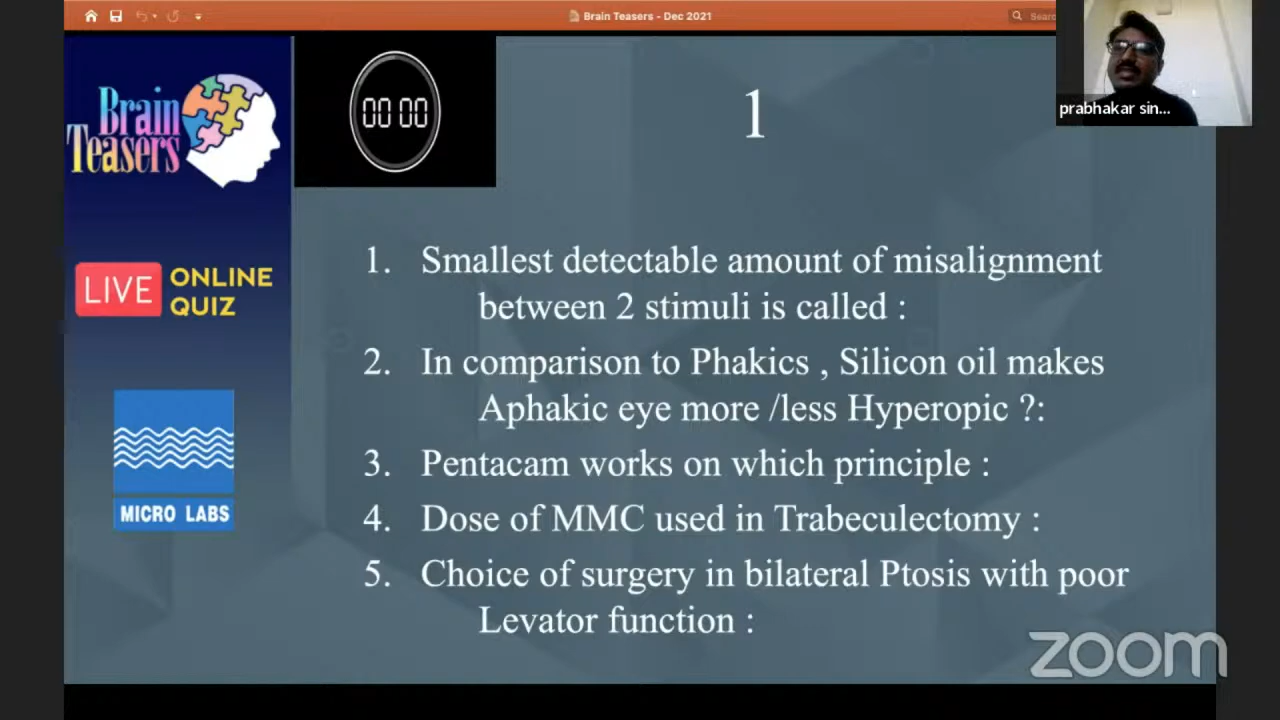 Brain Teasers - Dec 2021
Brain
Teasers
00 00
1
prabhakar sin...
LIVE ONLINE QUIZ
1. Smallest detectable amount of misalignment
between 2 stimuli is called :
2. In comparison to Phakics , Silicon oil makes
Aphakic eye more /less Hyperopic ?:
3. Pentacam works on which principle :
4. Dose of MMC used in Trabeculectomy :
5. Choice of surgery in bilateral Ptosis with poor
Levator function :
MICRO LABS
zoom